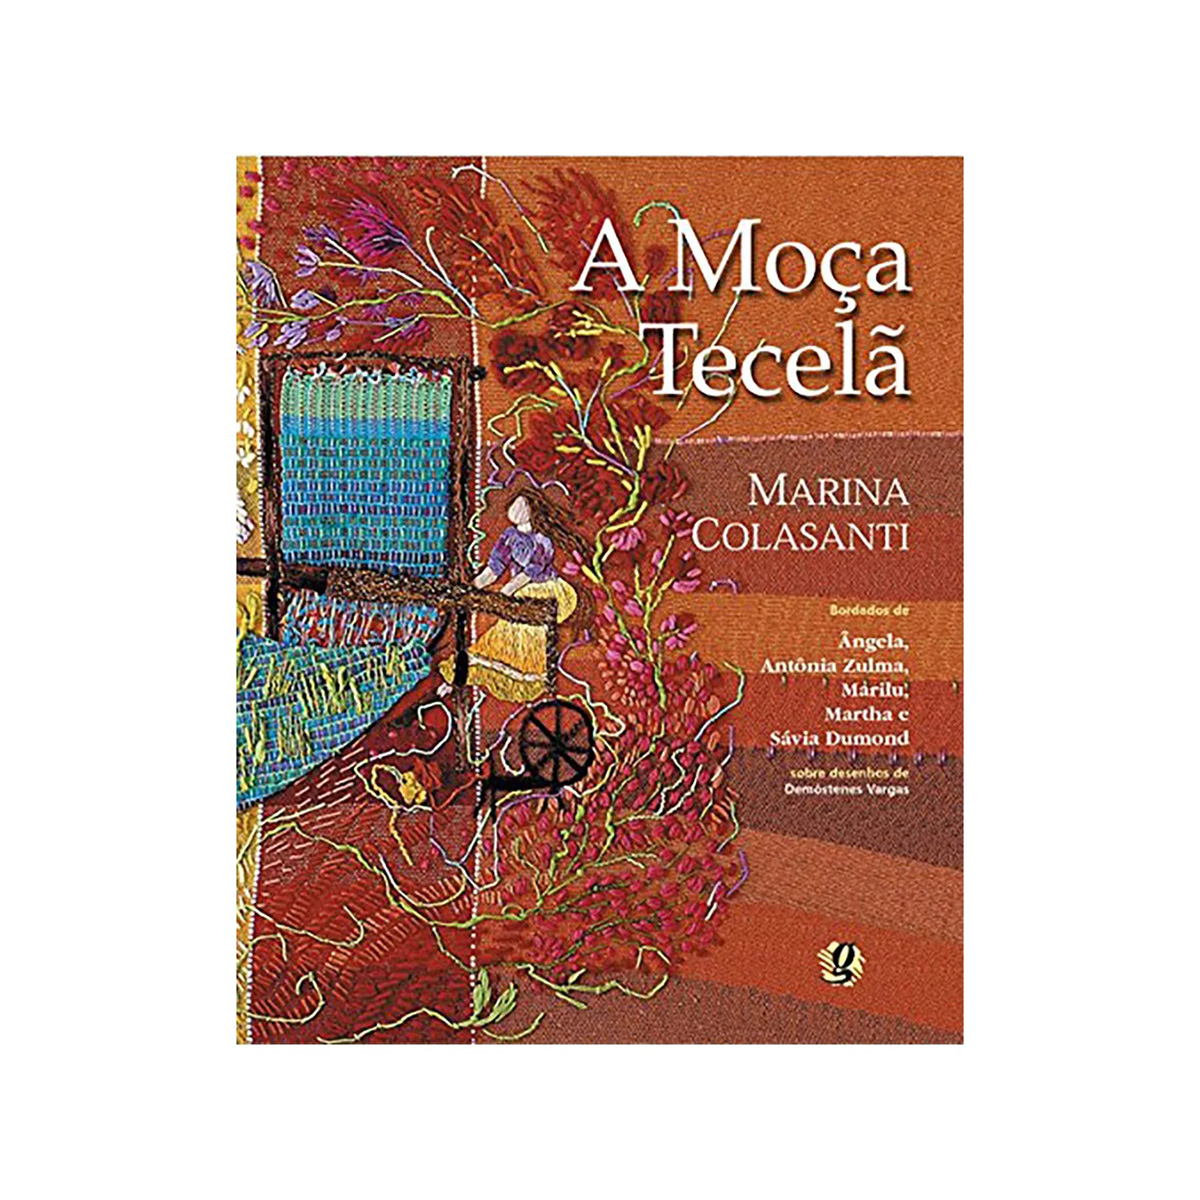 A Moça
Tecelã
MARINA
COLASANTI
Bordados de
Ângela,
Antônia Zulma,
Marilu,
Martha e
Sávia Dumond
sobre desenhos de
Demóstenes Vargas
g